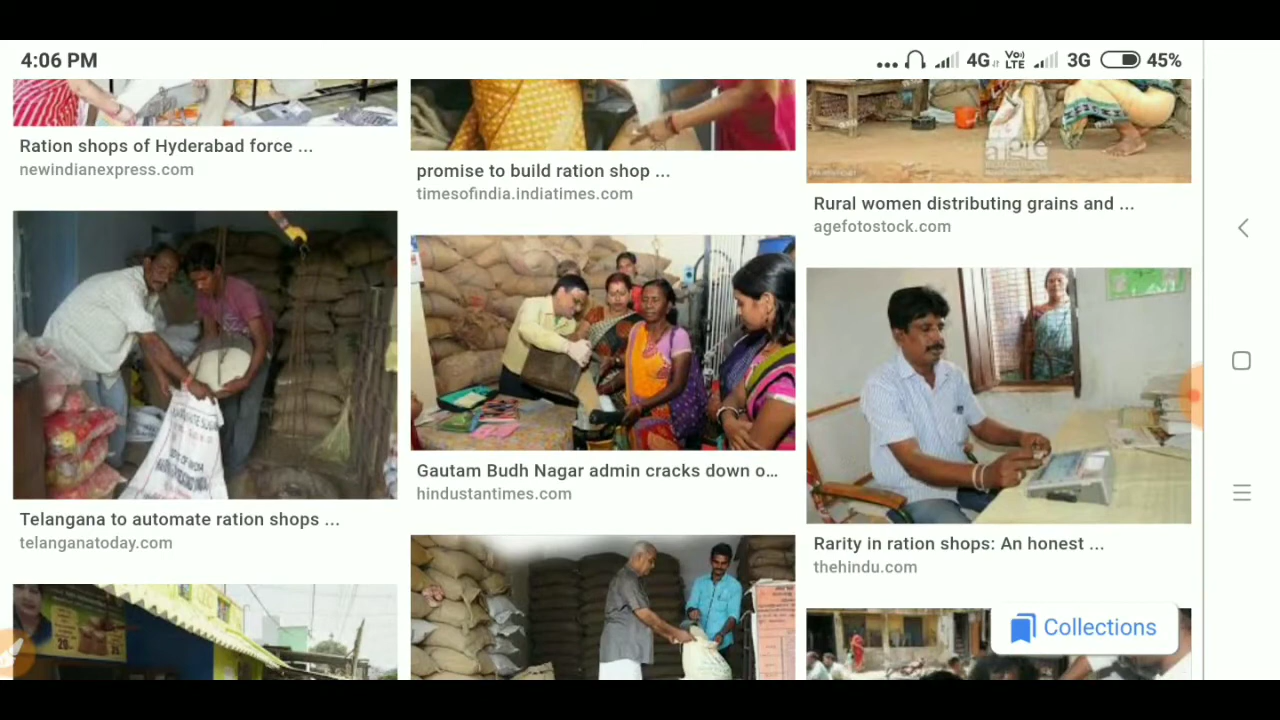 4:06 PM
4G
Vo))
LTE
3G
45%
Ration shops of Hyderabad force ...
newindianexpress.com
promise to build ration shop ...
timesofindia.indiatimes.com
Rural women distributing grains and ...
agefotostock.com
Telangana to automate ration shops ...
telanganatoday.com
Gautam Budh Nagar admin cracks down o...
hindustantimes.com
Rarity in ration shops: An honest ...
thehindu.com
Collections